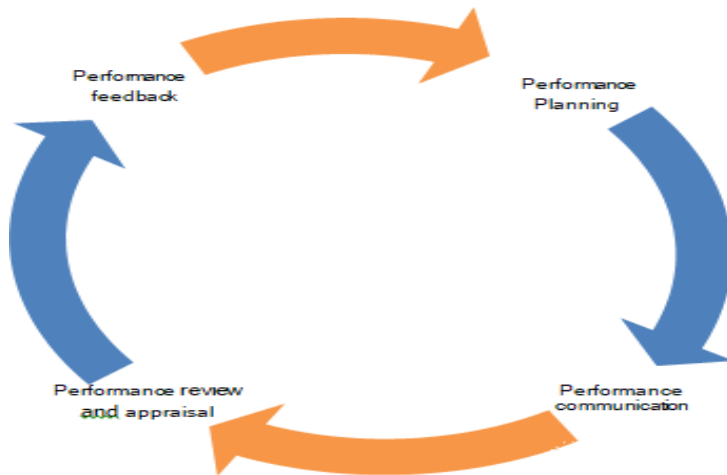 Performance
feedback
Performance
Planning
Performance review
and appraisal
Performance
communication